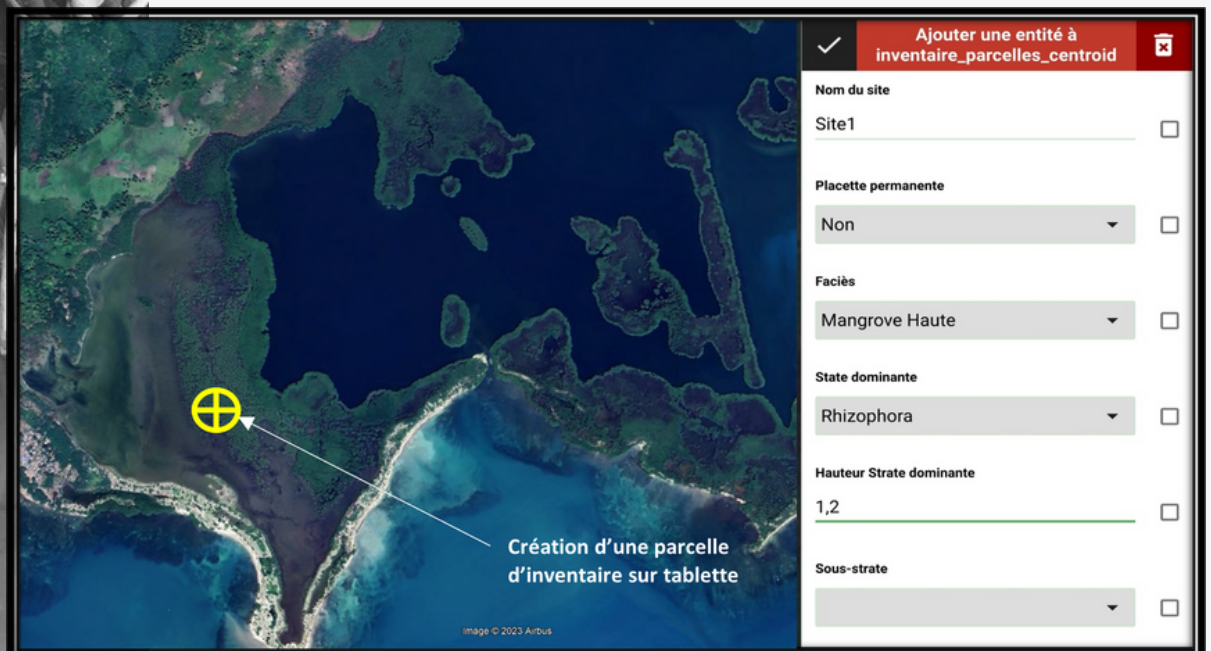 Ajouter une entité à
inventaire_parcelles_centroid
Nom du site
Site1
Placette permanente
Non
Faciès
Mangrove Haute
State dominante
Rhizophora
Hauteur Strate dominante
1,2
Sous-strate
Création d’une parcelle
d’inventaire sur tablette
Image © 2023 Airbus